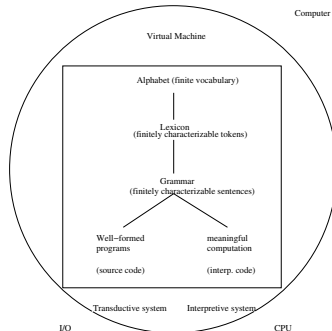 Computer
Virtual Machine
Alphabet (finite vocabulary)
Lexicon
(finitely characterizable tokens)
Grammar
(finitely characterizable sentences)
Well−formed
programs
(source code)
meaningful
computation
(interp. code)
Transductive system
Interpretive system
I/O
CPU